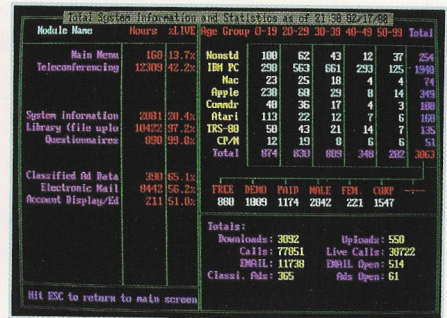 Total System Information and Statistics as of 21:30 02/17/88
Module Name Hours %LIVE
Main Menu 160 13.7%
Teleconferencing 12309 42.2%
System information 2081 20.4%
Library (file uplo 10422 97.2%
Questionnaires 890 99.8%
Classified Ad Data 390 65.1%
Electronic Mail 8442 56.2%
Account Display/Ed 211 51.0%
Hit ESC to return to main screen
Age Group 0-19 20-29 30-39 40-49 50-99 Total
Nonstd 100 62 43 12 37 254
IBM PC 290 563 661 293 125 1940
Mac 23 25 18 4 4 74
Apple 238 60 29 8 14 349
Commdr 40 36 17 4 3 100
Atari 113 22 12 7 6 160
TRS-80 50 43 21 14 7 135
CP/M 12 19 8 6 6 51
Total 874 830 809 348 202 3063
FREE DEMO PAID MALE FEM. CORP
880 1009 1174 2842 221 1547
Totals:
Downloads: 3092 Uploads: 550
Calls: 77851 Live Calls: 30722
EMAIL: 11738 EMAIL Open: 514
Classi. Ads: 365 Ads Open: 61